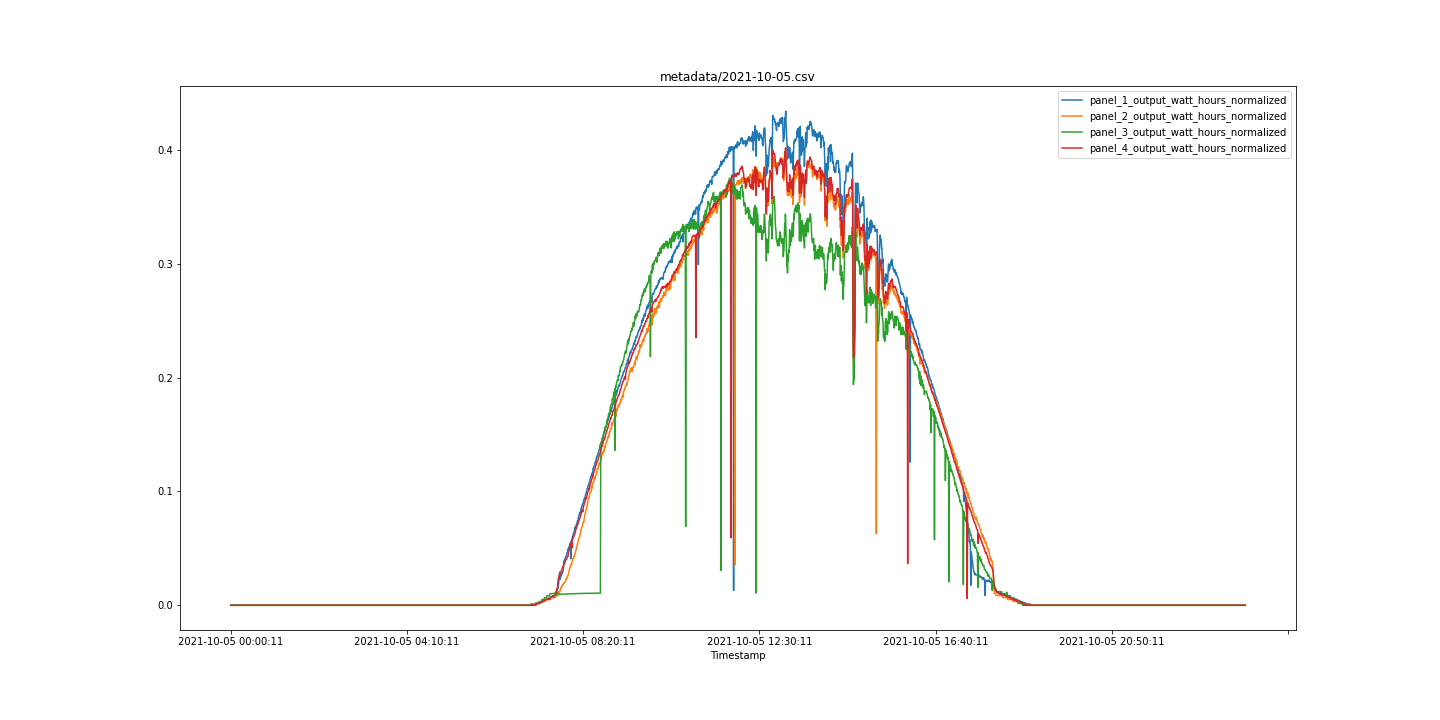 metadata/2021-10-05.csv
panel_1_output_watt_hours_normalized
panel_2_output_watt_hours_normalized
panel_3_output_watt_hours_normalized
panel_4_output_watt_hours_normalized
0.4
0.3
0.2
0.1
0.0
2021-10-05 00:00:11 2021-10-05 04:10:11 2021-10-05 08:20:11 2021-10-05 12:30:11 2021-10-05 16:40:11 2021-10-05 20:50:11
Timestamp